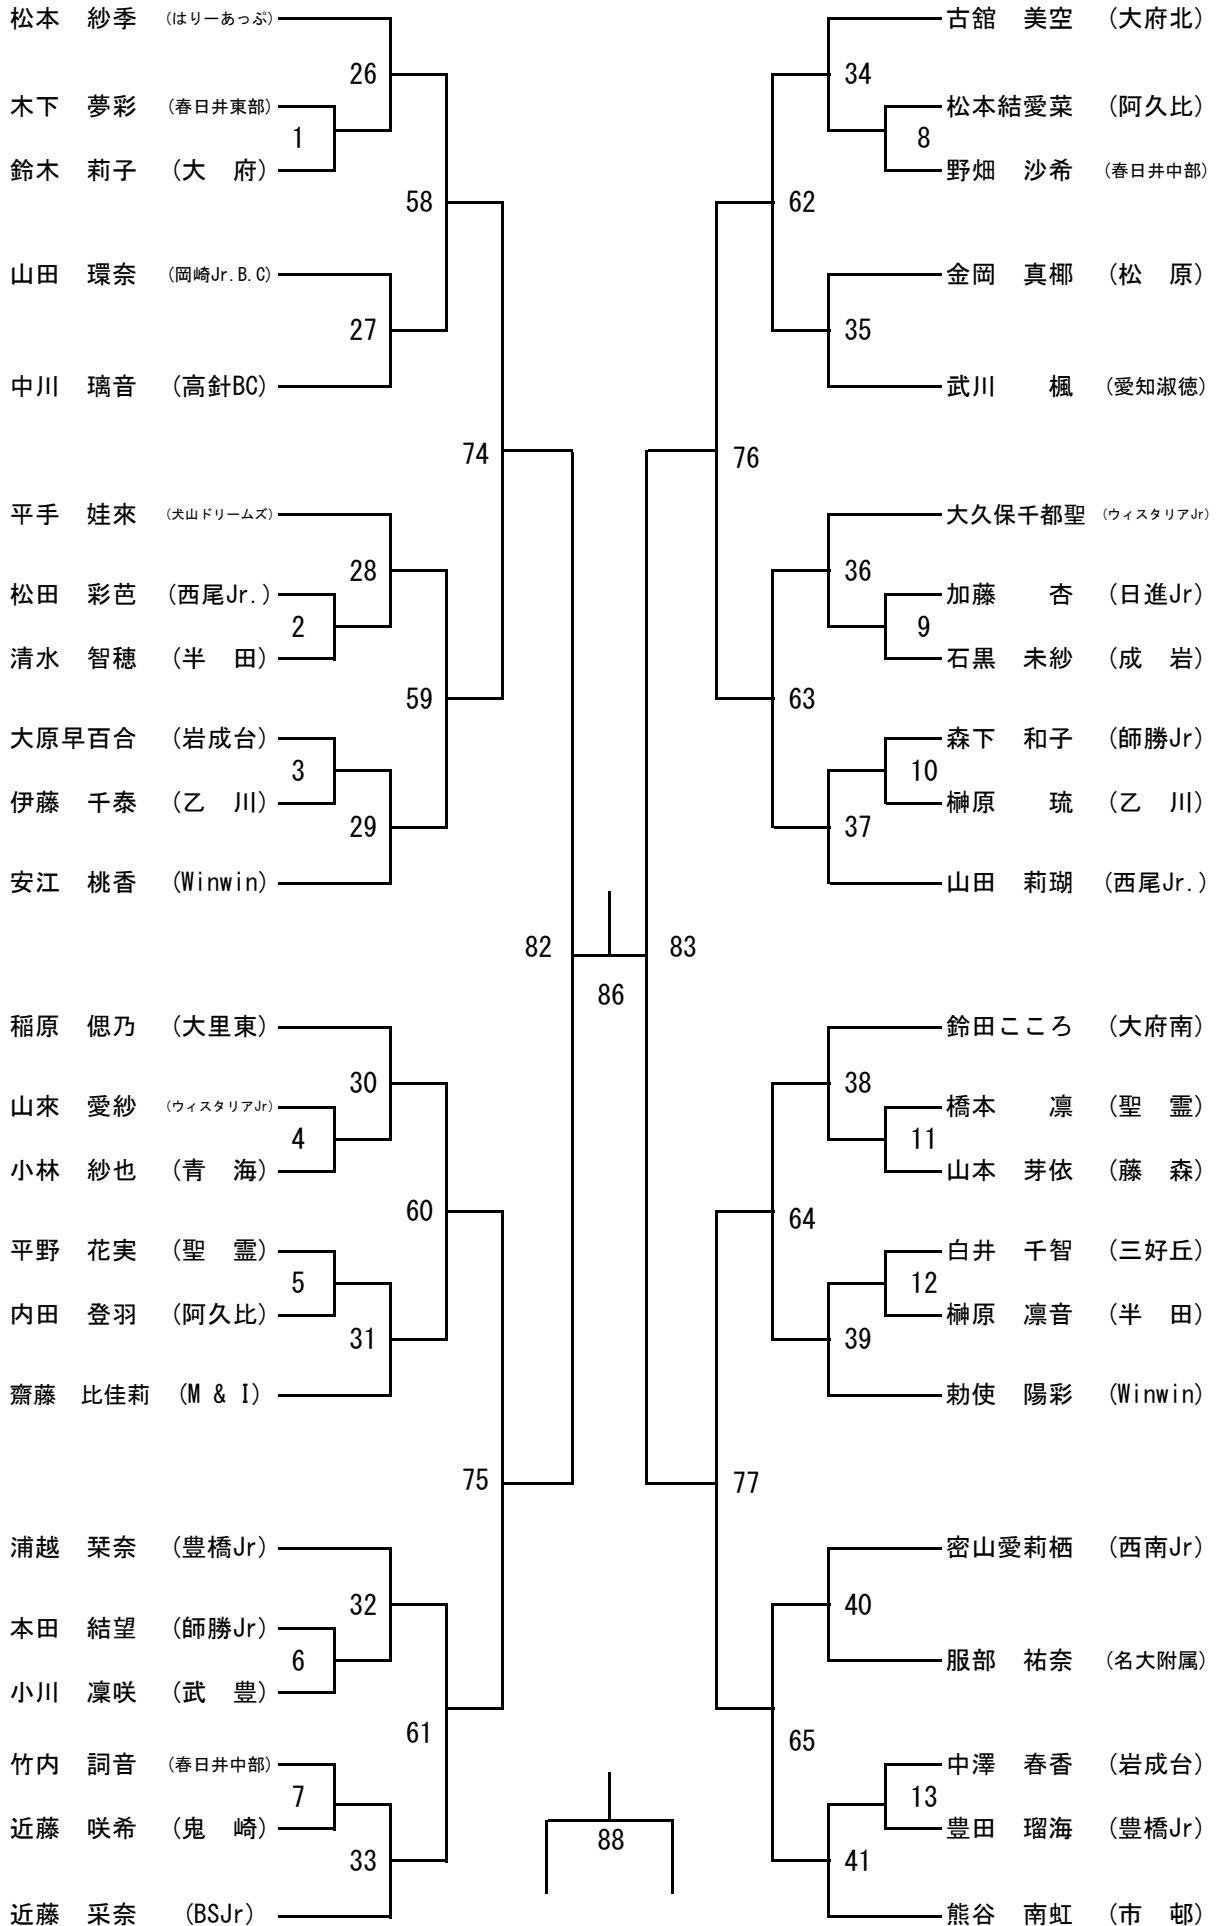 松本　紗季　（はりーあっぷ）
26
木下　夢彩　（春日井東部）
1
鈴木　莉子　（大　府）
58
山田　環奈　（岡崎Jr.B.C）
27
中川　璃音　（高針BC）
74
平手　娃來　（犬山ドリームズ）
28
松田　彩芭　（西尾Jr.）
2
清水　智穂　（半　田）
59
大原早百合　（岩成台）
3
伊藤　千泰　（乙　川）
29
安江　桃香　（Winwin）
82
稲原　偲乃　（大里東）
30
山來　愛紗　（ウィスタリアJr）
4
小林　紗也　（青　海）
60
平野　花実　（聖　霊）
5
内田　登羽　（阿久比）
31
齋藤　比佳莉　（M & I）
75
浦越　栞奈　（豊橋Jr）
32
本田　結望　（師勝Jr）
6
小川　凜咲　（武　豊）
61
竹内　詞音　（春日井中部）
7
近藤　咲希　（鬼　崎）
33
近藤　采奈　（BSJr）
86
88
古舘　美空　（大府北）
34
松本結愛菜　（阿久比）
8
野畑　沙希　（春日井中部）
62
金岡　真梛　（松　原）
35
武川　　楓　（愛知淑徳）
76
大久保千都聖　（ウィスタリアJr）
36
加藤　　杏　（日進Jr）
9
石黒　未紗　（成　岩）
63
森下　和子　（師勝Jr）
10
榊原　　琉　（乙　川）
37
山田　莉瑚　（西尾Jr.）
83
鈴田こころ　（大府南）
38
橋本　　凛　（聖　霊）
11
山本　芽依　（藤　森）
64
白井　千智　（三好丘）
12
榊原　凛音　（半　田）
39
勅使　陽彩　（Winwin）
77
密山愛莉栖　（西南Jr）
40
服部　祐奈　（名大附属）
65
中澤　春香　（岩成台）
13
豊田　瑠海　（豊橋Jr）
41
熊谷　南虹　（市　邨）